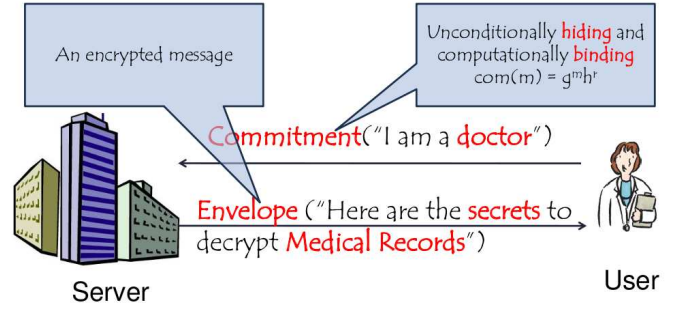 An encrypted message
Unconditionally hiding and
computationally binding
com(m) = gᵐhʳ
Commitment("I am a doctor")
Envelope ("Here are the secrets to
decrypt Medical Records")
Server
User